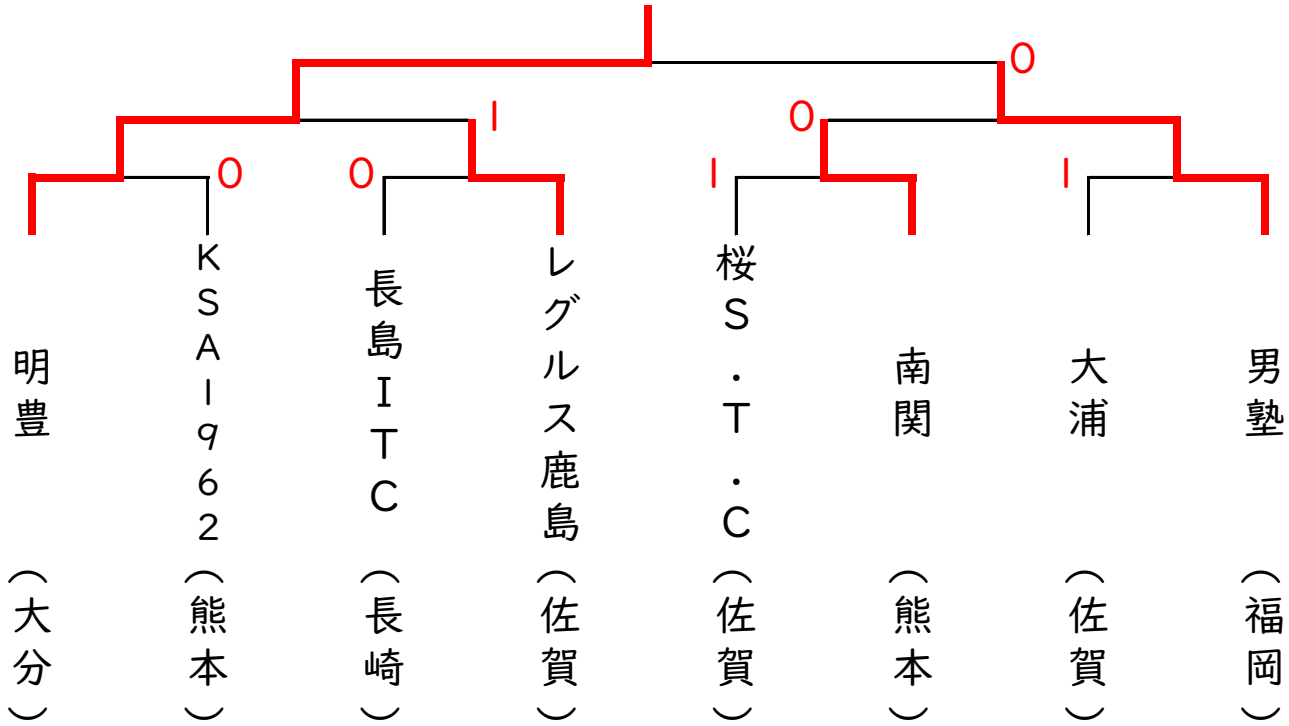 0
1
0
0
0
1
1
明豊(大分)
KSA1962(熊本)
長島ITC(長崎)
レグルス鹿島(佐賀)
桜S.T.C(佐賀)
南関(熊本)
大浦(佐賀)
男塾(福岡)